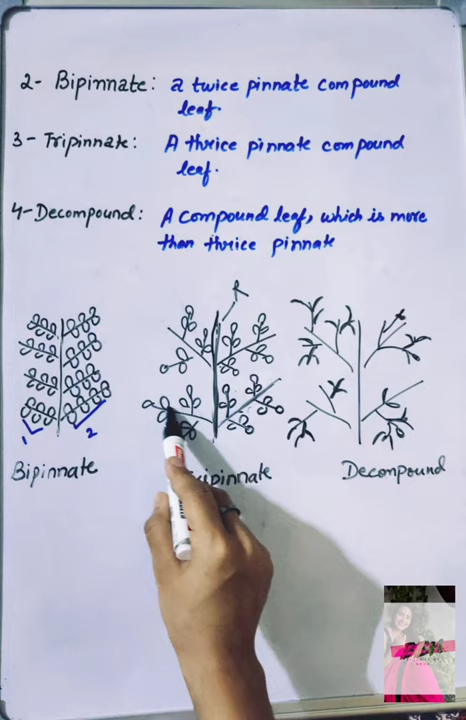 2- Bipinnate: a twice pinnate compound
leaf.
3- Tripinnate: A thrice pinnate compound
leaf.
4-Decompound: A compound leaf, which is more
than thrice pinnate
R
1 2
Bipinnate ripinnate Decompound